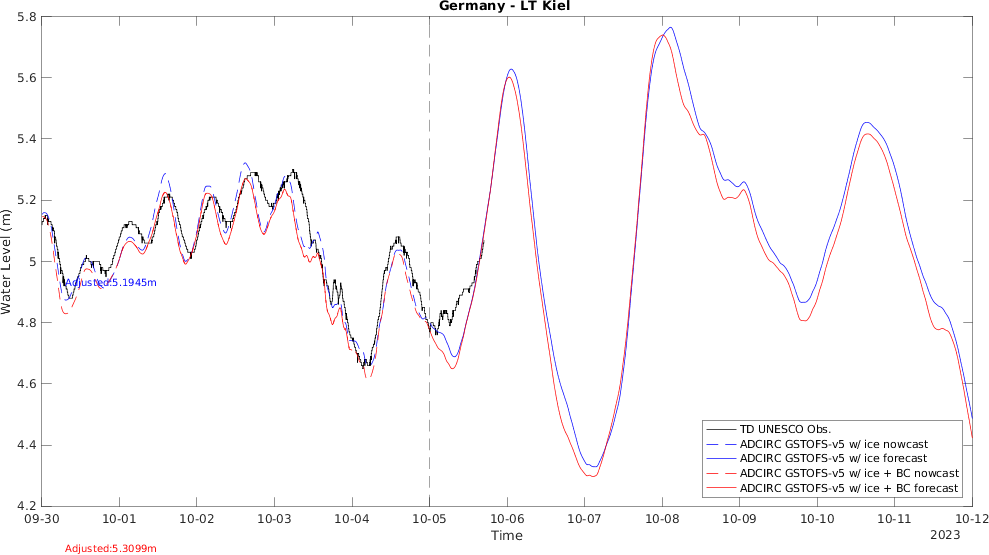 Germany - LT Kiel
5.8
5.6
5.4
5.2
5
4.8
4.6
4.4
4.2
Water Level (m)
Adjusted:5.1945m
TD UNESCO Obs.
ADCIRC GSTOFS-v5 w/ ice nowcast
ADCIRC GSTOFS-v5 w/ ice forecast
ADCIRC GSTOFS-v5 w/ ice + BC nowcast
ADCIRC GSTOFS-v5 w/ ice + BC forecast
09-30 10-01 10-02 10-03 10-04 10-05 10-06 10-07 10-08 10-09 10-10 10-11 10-12
Time
2023
Adjusted:5.3099m